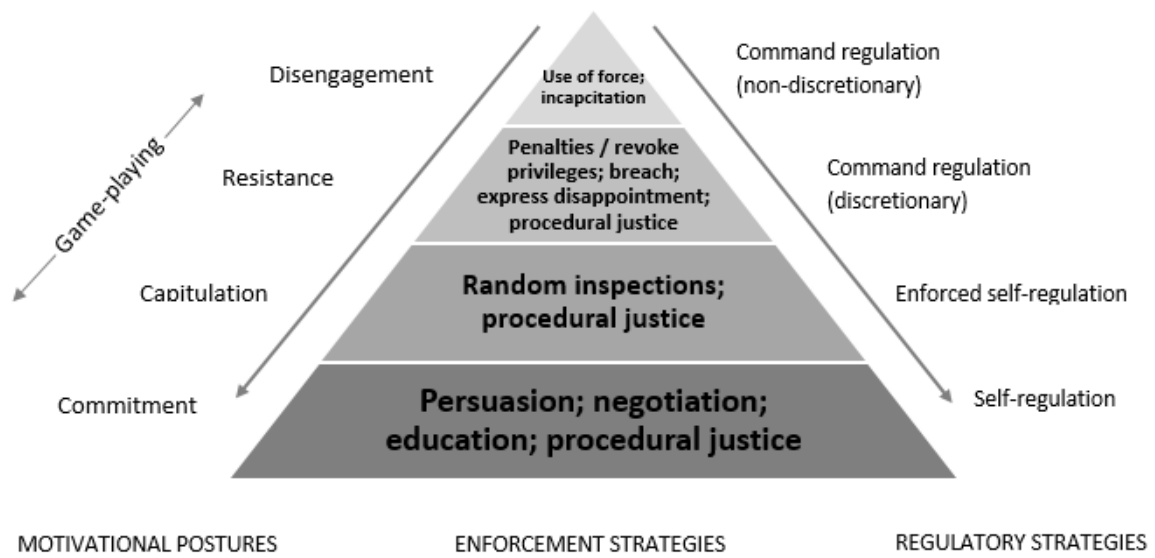 Disengagement
Use of force;
incapcitation
Command regulation
(non-discretionary)
Game-playing
Resistance
Penalties / revoke
privileges; breach;
express disappointment;
procedural justice
Command regulation
(discretionary)
Capitulation
Random inspections;
procedural justice
Enforced self-regulation
Commitment
Persuasion; negotiation;
education; procedural justice
Self-regulation
MOTIVATIONAL POSTURES
ENFORCEMENT STRATEGIES
REGULATORY STRATEGIES